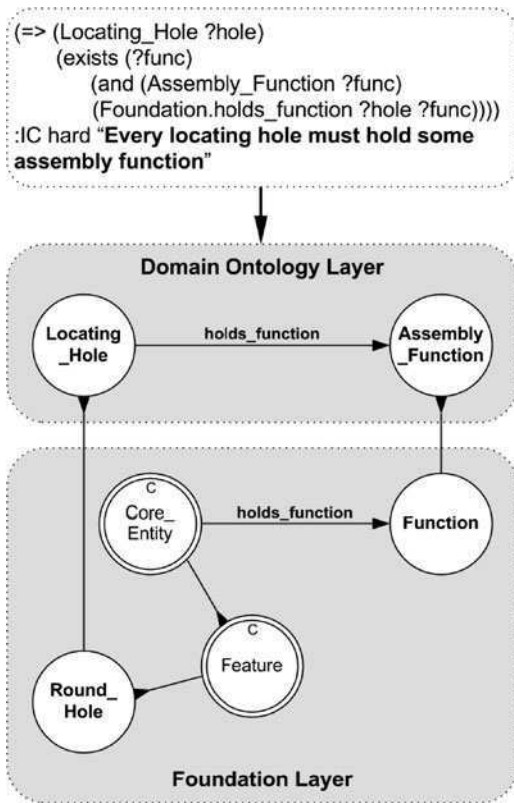 (=> (Locating_Hole ?hole)
(exists (?func)
(and (Assembly_Function ?func)
(Foundation.holds_function ?hole ?func))))
:IC hard “Every locating hole must hold some
assembly function”
Domain Ontology Layer
Locating
_Hole
holds_function
Assembly
_Function
C
Core_
Entity
holds_function
Function
C
Feature
Round_
Hole
Foundation Layer